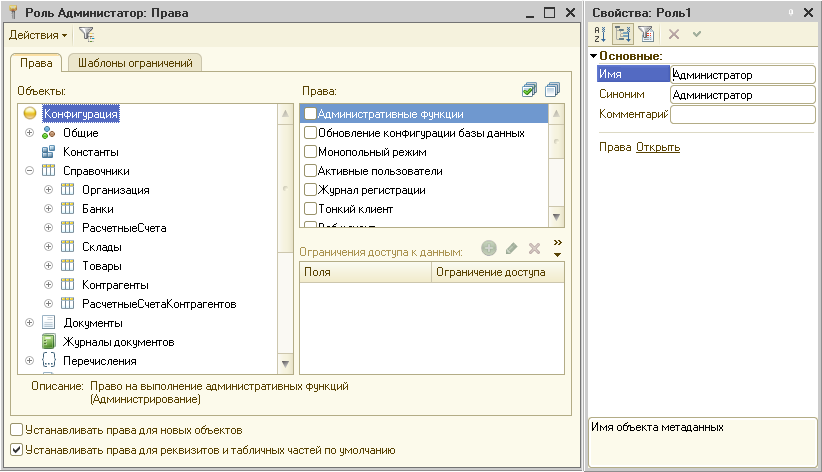 Роль Администратор: Права
Действия
Права
Шаблоны ограничений
Объекты:
Конфигурация
Общие
Константы
Справочники
Организация
Банки
РасчетныеСчета
Склады
Товары
Контрагенты
РасчетныеСчетаКонтрагентов
Документы
Журналы документов
Перечисления
Права:
Административные функции
Обновление конфигурации базы данных
Монопольный режим
Активные пользователи
Журнал регистрации
Тонкий клиент
Ограничения доступа к данным:
Поля
Ограничение доступа
Описание: Право на выполнение административных функций
(Администрирование)
Устанавливать права для новых объектов
Устанавливать права для реквизитов и табличных частей по умолчанию
Свойства: Роль1
Основные:
Имя Администратор
Синоним Администратор
Комментарий
Права Открыть
Имя объекта метаданных